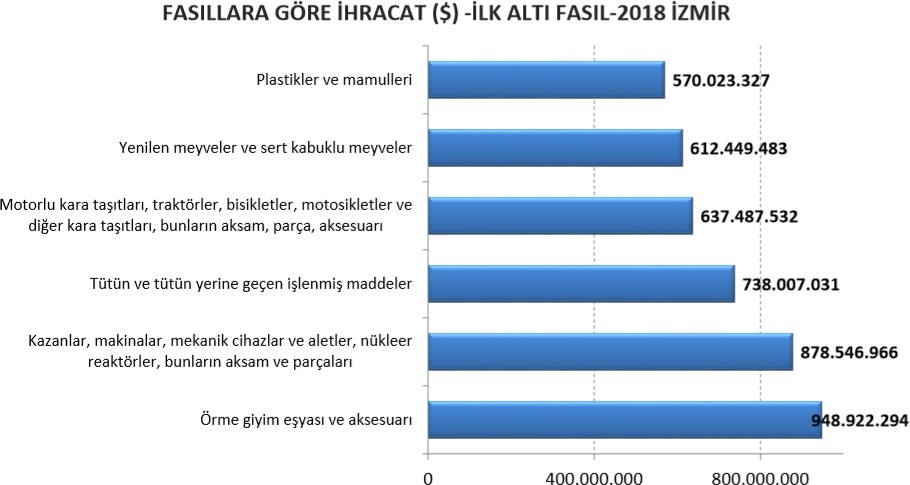 FASILLARA GÖRE İHRACAT ($) -İLK ALTI FASIL-2018 İZMİR
Plastikler ve mamulleri
570.023.327
Yenilen meyveler ve sert kabuklu meyveler
612.449.483
Motorlu kara taşıtları, traktörler, bisikletler, motosikletler ve
diğer kara taşıtları, bunların aksam, parça, aksesuarı
637.487.532
Tütün ve tütün yerine geçen işlenmiş maddeler
738.007.031
Kazanlar, makinalar, mekanik cihazlar ve aletler, nükleer
reaktörler, bunların aksam ve parçaları
878.546.966
Örme giyim eşyası ve aksesuarı
948.922.294
0 400.000.000 800.000.000